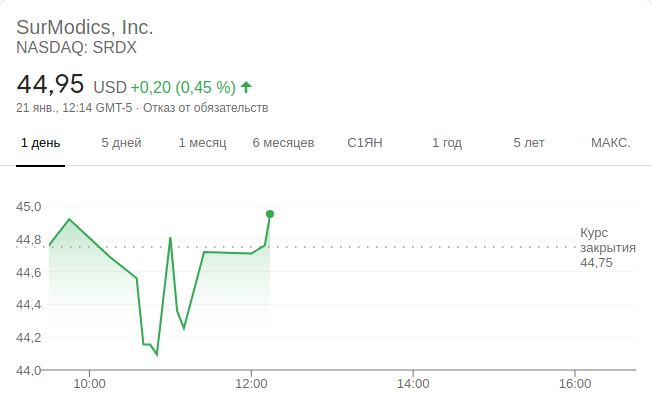 SurModics, Inc.
NASDAQ: SRDX
44,95 USD +0,20 (0,45 %)
21 янв., 12:14 GMT-5 · Отказ от обязательств
1 день 5 дней 1 месяц 6 месяцев С1ЯН 1 год 5 лет МАКС.
45,0
44,8
44,6
44,4
44,2
44,0
Курс
закрытия
44,75
10:00 12:00 14:00 16:00